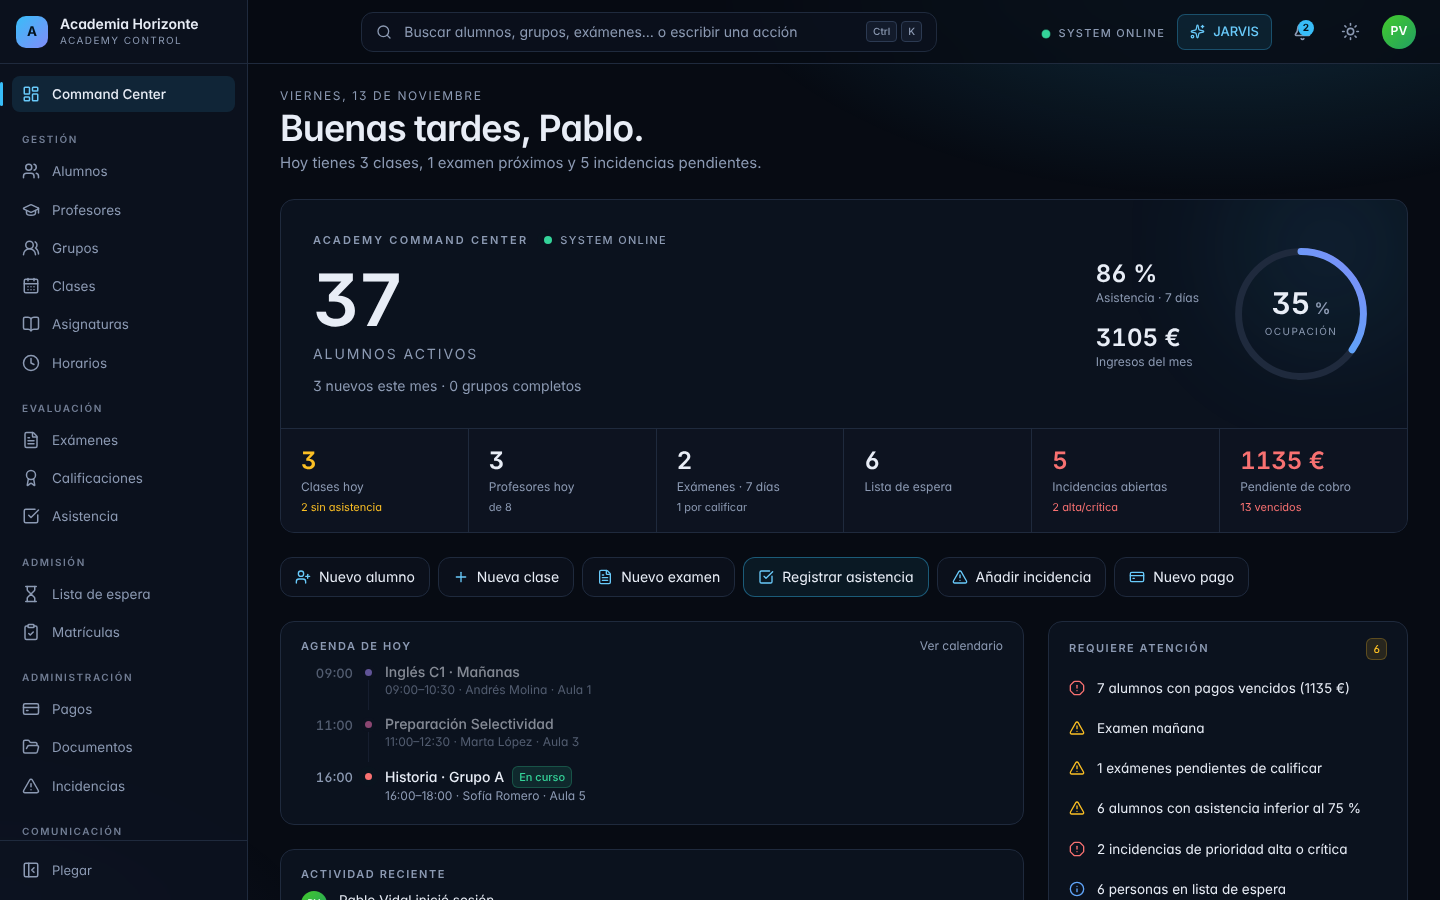 A
Academia Horizonte
ACADEMY CONTROL
Buscar alumnos, grupos, exámenes... o escribir una acción
Ctrl
K
SYSTEM ONLINE
JARVIS
2
PV
Command Center
GESTIÓN
Alumnos
Profesores
Grupos
Clases
Asignaturas
Horarios
EVALUACIÓN
Exámenes
Calificaciones
Asistencia
ADMISIÓN
Lista de espera
Matrículas
ADMINISTRACIÓN
Pagos
Documentos
Incidencias
COMUNICACIÓN
Plegar
VIERNES, 13 DE NOVIEMBRE
Buenas tardes, Pablo.
Hoy tienes 3 clases, 1 examen próximos y 5 incidencias pendientes.
ACADEMY COMMAND CENTER
SYSTEM ONLINE
37
ALUMNOS ACTIVOS
3 nuevos este mes · 0 grupos completos
86 %
Asistencia · 7 días
3105 €
Ingresos del mes
35 %
OCUPACIÓN
3
Clases hoy
2 sin asistencia
3
Profesores hoy
de 8
2
Exámenes · 7 días
1 por calificar
6
Lista de espera
5
Incidencias abiertas
2 alta/crítica
1135 €
Pendiente de cobro
13 vencidos
Nuevo alumno
Nueva clase
Nuevo examen
Registrar asistencia
Añadir incidencia
Nuevo pago
AGENDA DE HOY
Ver calendario
09:00
Inglés C1 · Mañanas
09:00–10:30 · Andrés Molina · Aula 1
11:00
Preparación Selectividad
11:00–12:30 · Marta López · Aula 3
16:00
Historia · Grupo A
En curso
16:00–18:00 · Sofía Romero · Aula 5
ACTIVIDAD RECIENTE
Pablo Vidal inició sesión
REQUIERE ATENCIÓN
6
7 alumnos con pagos vencidos (1135 €)
Examen mañana
1 exámenes pendientes de calificar
6 alumnos con asistencia inferior al 75 %
2 incidencias de prioridad alta o crítica
6 personas en lista de espera